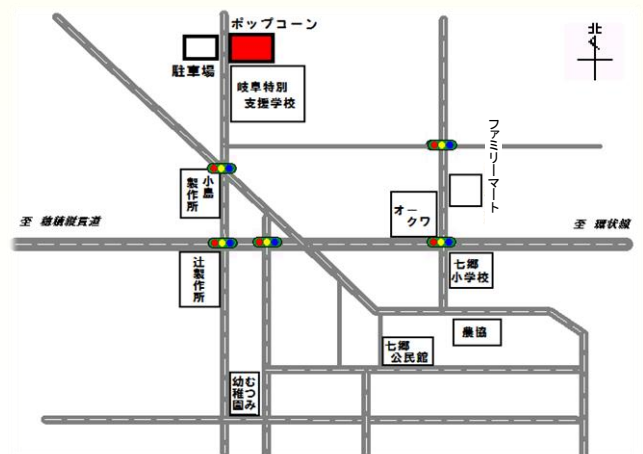 ポップコーン
北
駐車場
岐阜特別
支援学校
ファミリーマート
小島
製作所
オー
クワ
至 穂積縦貫道
至 環状線
辻製作所
七郷
小学校
農協
七郷
公民館
むつみ
幼稚園